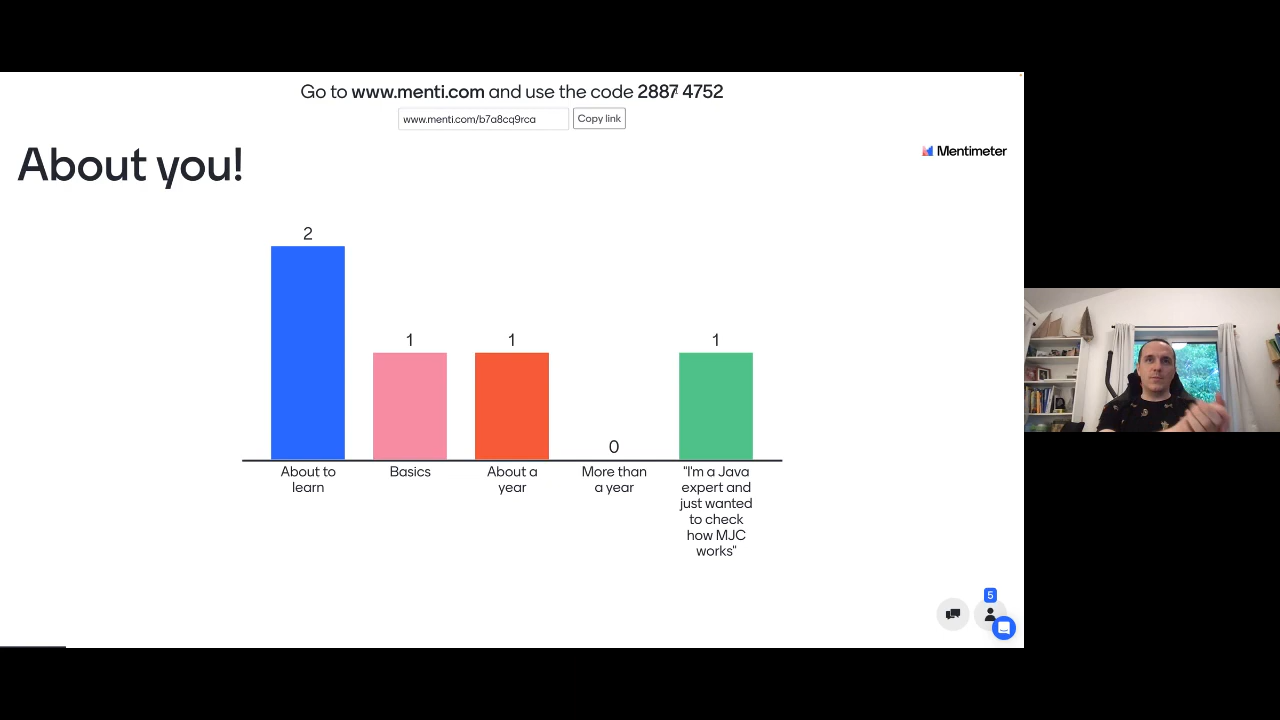 Go to www.menti.com and use the code 2887 4752
www.menti.com/b7a8cq9rca
Copy link
About you!
Mentimeter
2
1
1
0
1
About to
learn
Basics
About a
year
More than
a year
"I'm a Java
expert and
just wanted
to check
how MJC
works"
5